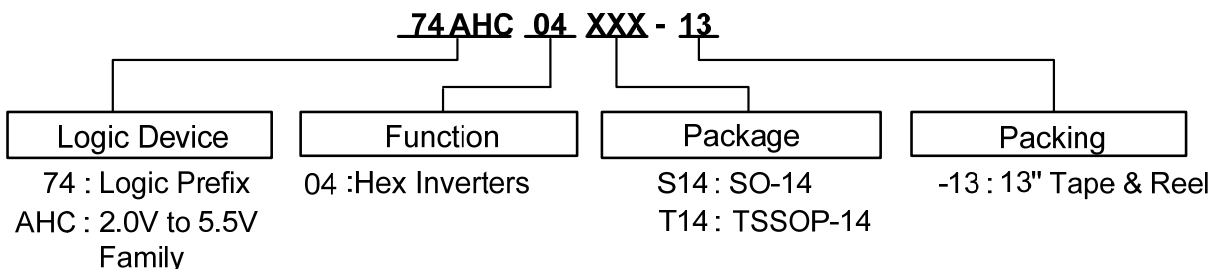 74 AHC 04 XXX - 13
Logic Device
74 : Logic Prefix
AHC : 2.0V to 5.5V
Family
Function
04 :Hex Inverters
Package
S14 : SO-14
T14 : TSSOP-14
Packing
-13 : 13" Tape & Reel